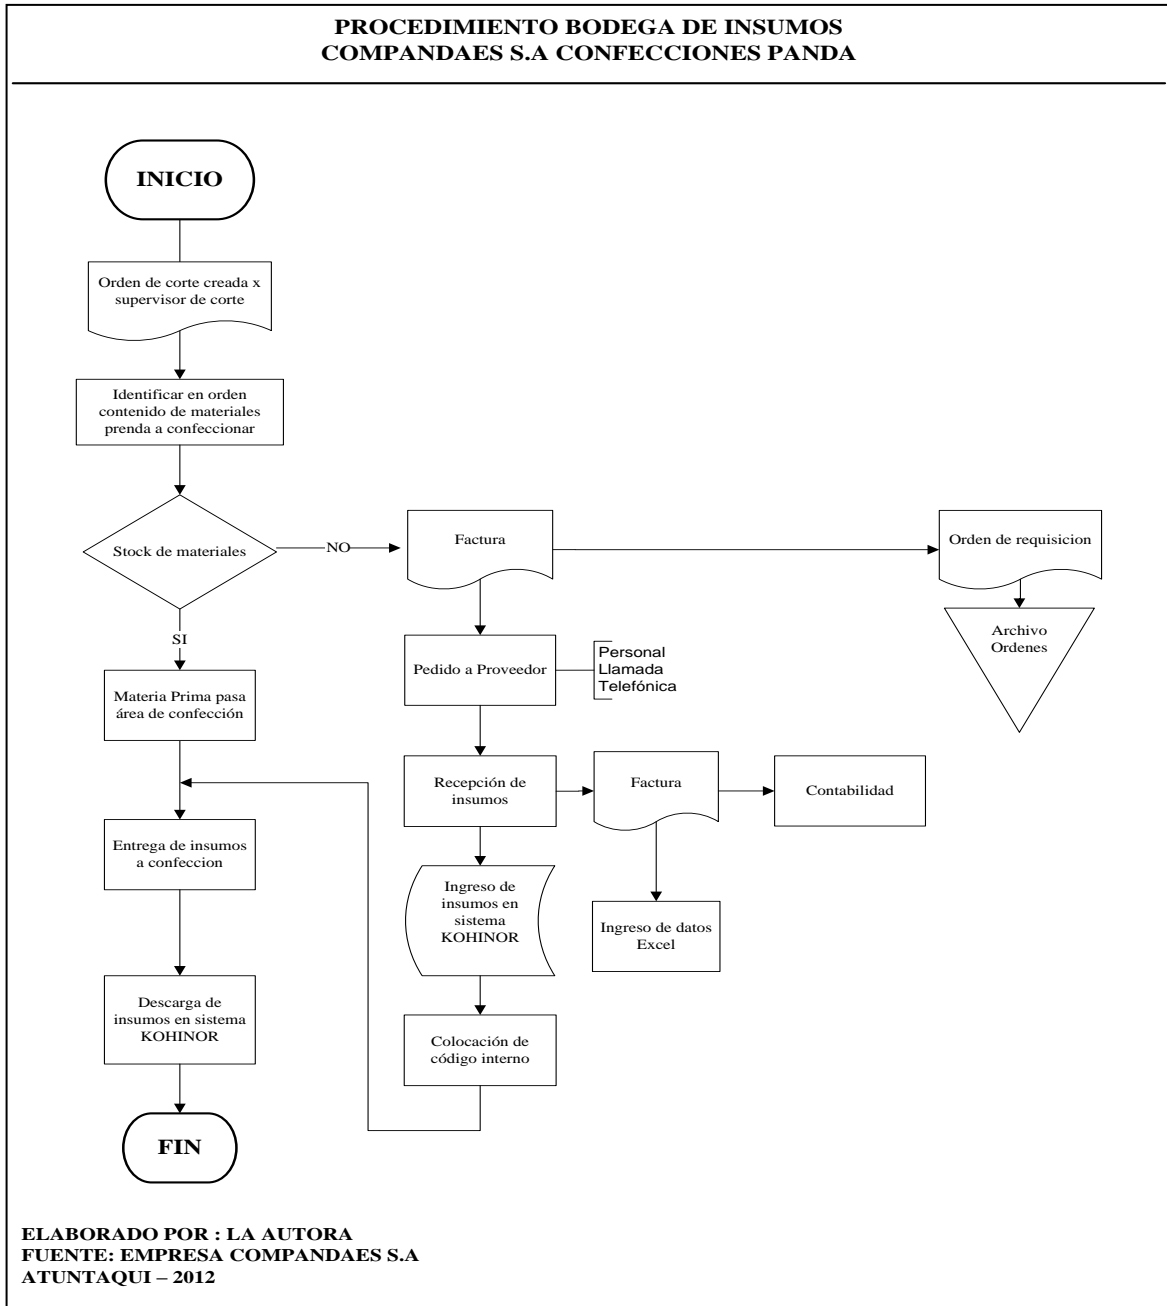 PROCEDIMIENTO BODEGA DE INSUMOS
COMPANDAES S.A CONFECCIONES PANDA
INICIO
Orden de corte creada x
supervisor de corte
Identificar en orden
contenido de materiales
prenda a confeccionar
Stock de materiales
NO
Factura
Orden de requisicion
Archivo
Ordenes
SI
Pedido a Proveedor
Personal
Llamada
Telefónica
Materia Prima pasa
área de confección
Recepción de
insumos
Factura
Contabilidad
Entrega de insumos
a confeccion
Ingreso de
insumos en
sistema
KOHINOR
Ingreso de datos
Excel
Descarga de
insumos en sistema
KOHINOR
Colocación de
código interno
FIN
ELABORADO POR : LA AUTORA
FUENTE: EMPRESA COMPANDAES S.A
ATUNTAQUI – 2012